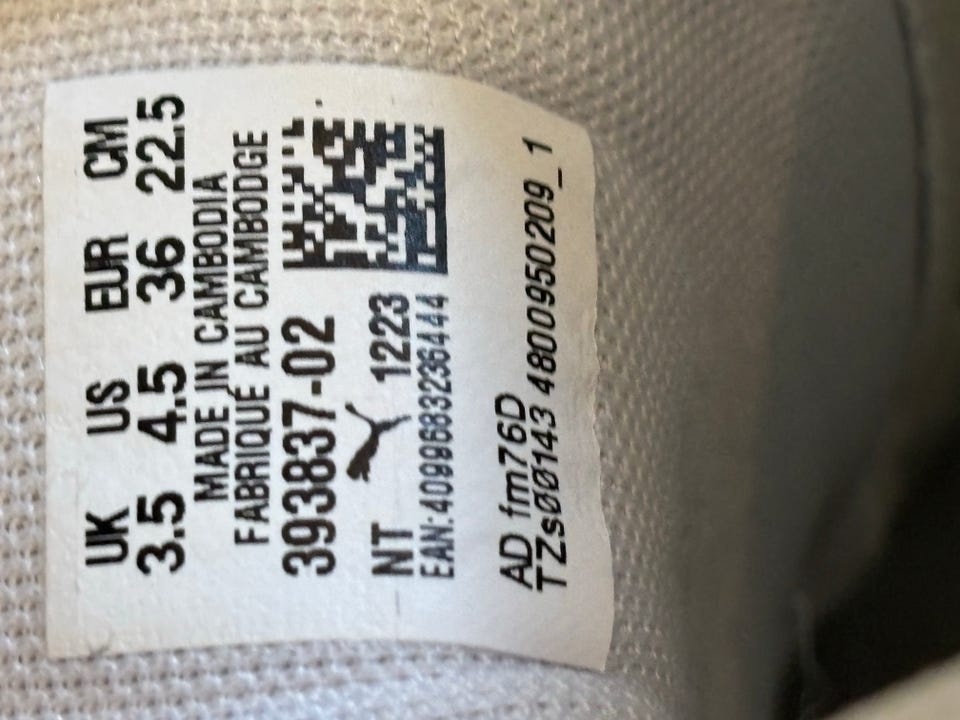 UK US EUR CM
3.5 4.5 36 22.5
MADE IN CAMBODIA
FABRIQUÉ AU CAMBODGE
393837-02
NT 1223
EAN:4099683236444
AD fm76D
TZs00143 4800950209_1